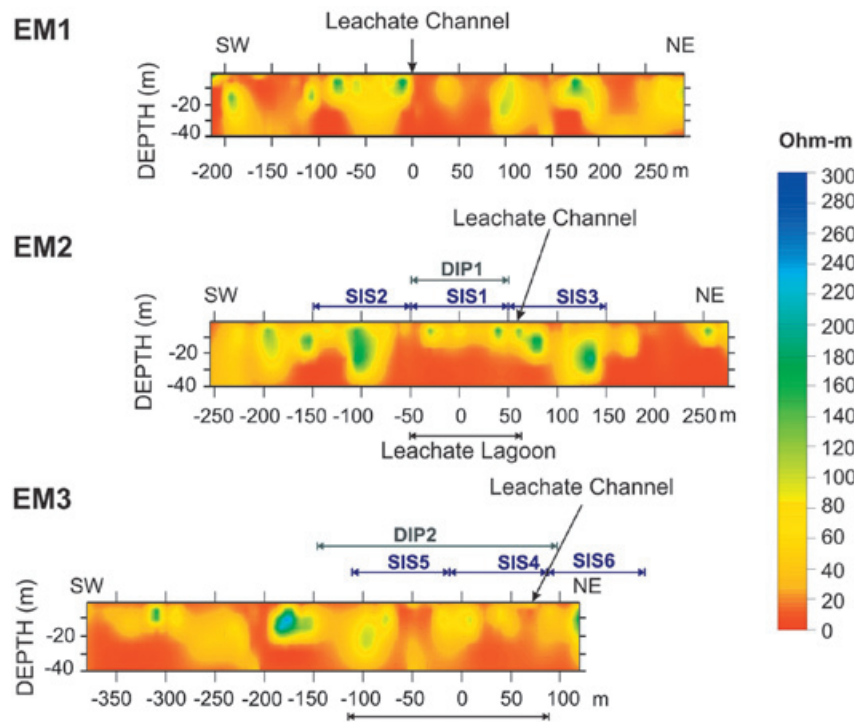 EM1
Leachate Channel
SW
NE
DEPTH (m)
-20
-40
-200 -150 -100 -50 0 50 100 150 200 250 m
Ohm-m
300
280
260
240
220
200
180
160
140
120
100
80
60
40
20
0
EM2
Leachate Channel
DIP1
SW
SIS2 SIS1 SIS3
NE
DEPTH (m)
-20
-40
-250 -200 -150 -100 -50 0 50 100 150 200 250 m
Leachate Lagoon
EM3
Leachate Channel
DIP2
SIS5 SIS4 SIS6
SW
NE
DEPTH (m)
-20
-40
-350 -300 -250 -200 -150 -100 -50 0 50 100 m